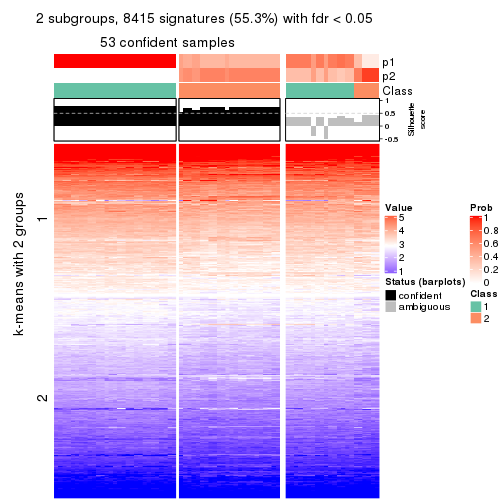 2 subgroups, 8415 signatures (55.3%) with fdr < 0.05
53 confident samples
p1
p2
Class
1
0.5
0
-0.5
Silhouette
score
k-means with 2 groups
1
2
Value
5
4
3
2
1
Prob
1
0.8
0.6
0.4
0.2
0
Status (barplots)
confident
ambiguous
Class
1
2